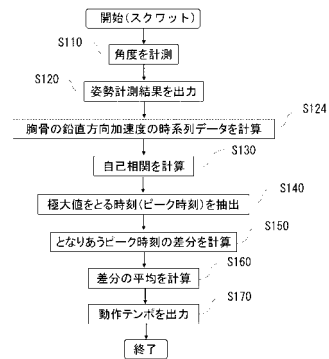 開始(スクワット)
S110
角度を計測
S120
姿勢計測結果を出力
S124
胸骨の鉛直方向加速度の時系列データを計算
S130
自己相関を計算
S140
極大値をとる時刻(ピーク時刻)を抽出
S150
となりあうピーク時刻の差分を計算
S160
差分の平均を計算
S170
動作テンポを出力
終了